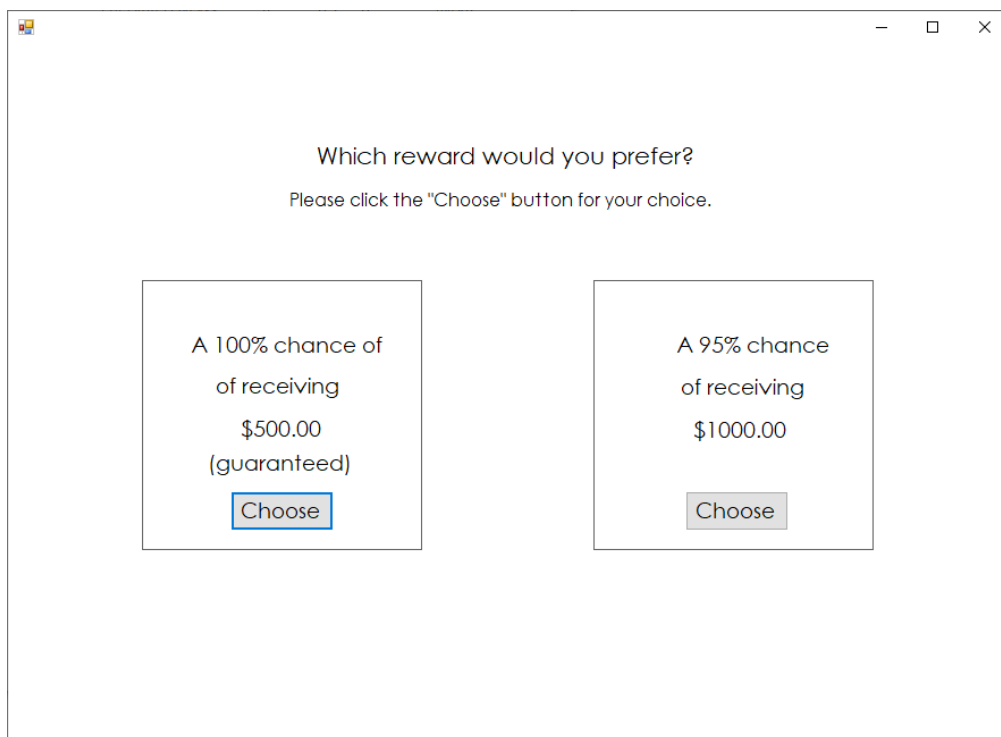 Which reward would you prefer?
Please click the "Choose" button for your choice.
A 100% chance of
of receiving
$500.00
(guaranteed)
Choose
A 95% chance
of receiving
$1000.00
Choose